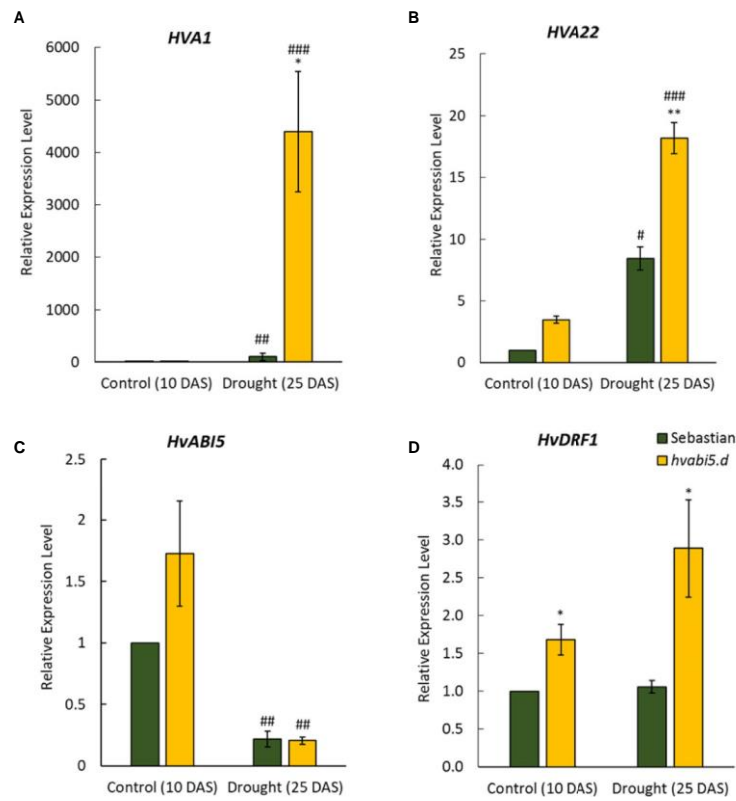 A
HVA1
Relative Expression Level
6000
5000
4000
3000
2000
1000
0
##
###
*
Control (10 DAS) Drought (25 DAS)
B
HVA22
Relative Expression Level
25
20
15
10
5
0
#
###
**
Control (10 DAS) Drought (25 DAS)
C
HvABI5
Relative Expression Level
2.5
2
1.5
1
0.5
0
## ##
Control (10 DAS) Drought (25 DAS)
D
HvDRF1
Sebastian
hvabi5.d
Relative Expression Level
4.0
3.5
3.0
2.5
2.0
1.5
1.0
0.5
0.0
*
*
Control (10 DAS) Drought (25 DAS)